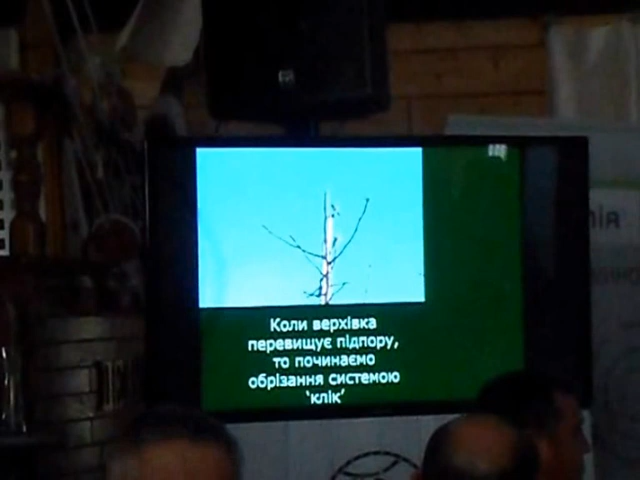 Коли верхівка
перевищує підпору,
то починаємо
обрізання системою
‘клік’